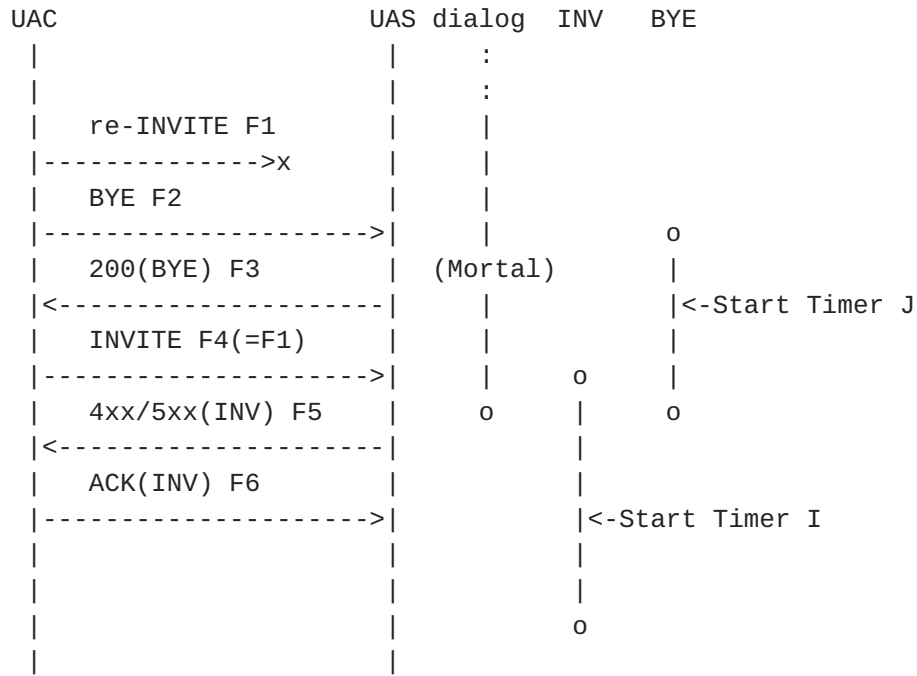 UAC                    UAS dialog  INV   BYE
 |                      |     :
 |                      |     :
 |   re-INVITE F1       |     |
 |-------------->x      |     |
 |   BYE F2             |     |
 |--------------------->|     |           o
 |   200(BYE) F3        |  (Mortal)       |
 |<---------------------|     |           |<-Start Timer J
 |   INVITE F4(=F1)     |     |           |
 |--------------------->|     |     o     |
 |   4xx/5xx(INV) F5    |     o     |     o
 |<---------------------|           |
 |   ACK(INV) F6        |           |
 |--------------------->|           |<-Start Timer I
 |                      |           |
 |                      |           |
 |                      |           o
 |                      |